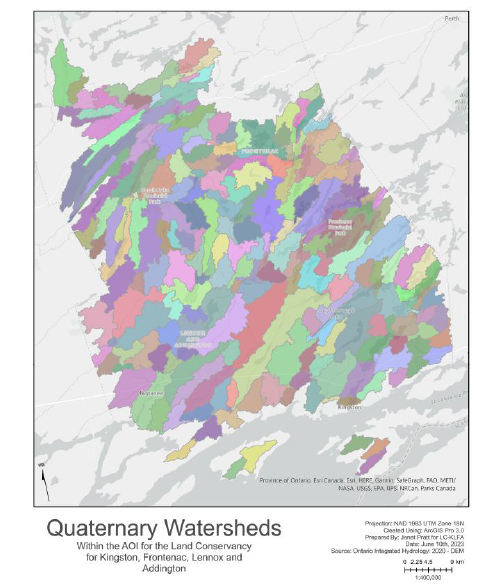 Perth
FRONTENAC
Bon Echo
Provincial
Park
Frontenac
Provincial
Park
LENNOX
AND
ADDINGTON
Napanee
Kingston
Province of Ontario, Esri Canada, Esri, HERE, Garmin, SafeGraph, FAO, METI/
NASA, USGS, EPA, NPS, NRCan, Parks Canada
Quaternary Watersheds
Within the AOI for the Land Conservancy
for Kingston, Frontenac, Lennox and
Addington
Projection: NAD 1983 UTM Zone 18N
Created Using: ArcGIS Pro 3.0
Prepared By: Janet Pratt for LC-KLFA
Date: June 10th, 2023
Source: Ontario Integrated Hydrology: 2020 - DEM
0 2.25 4.5 9 km
1:400,000